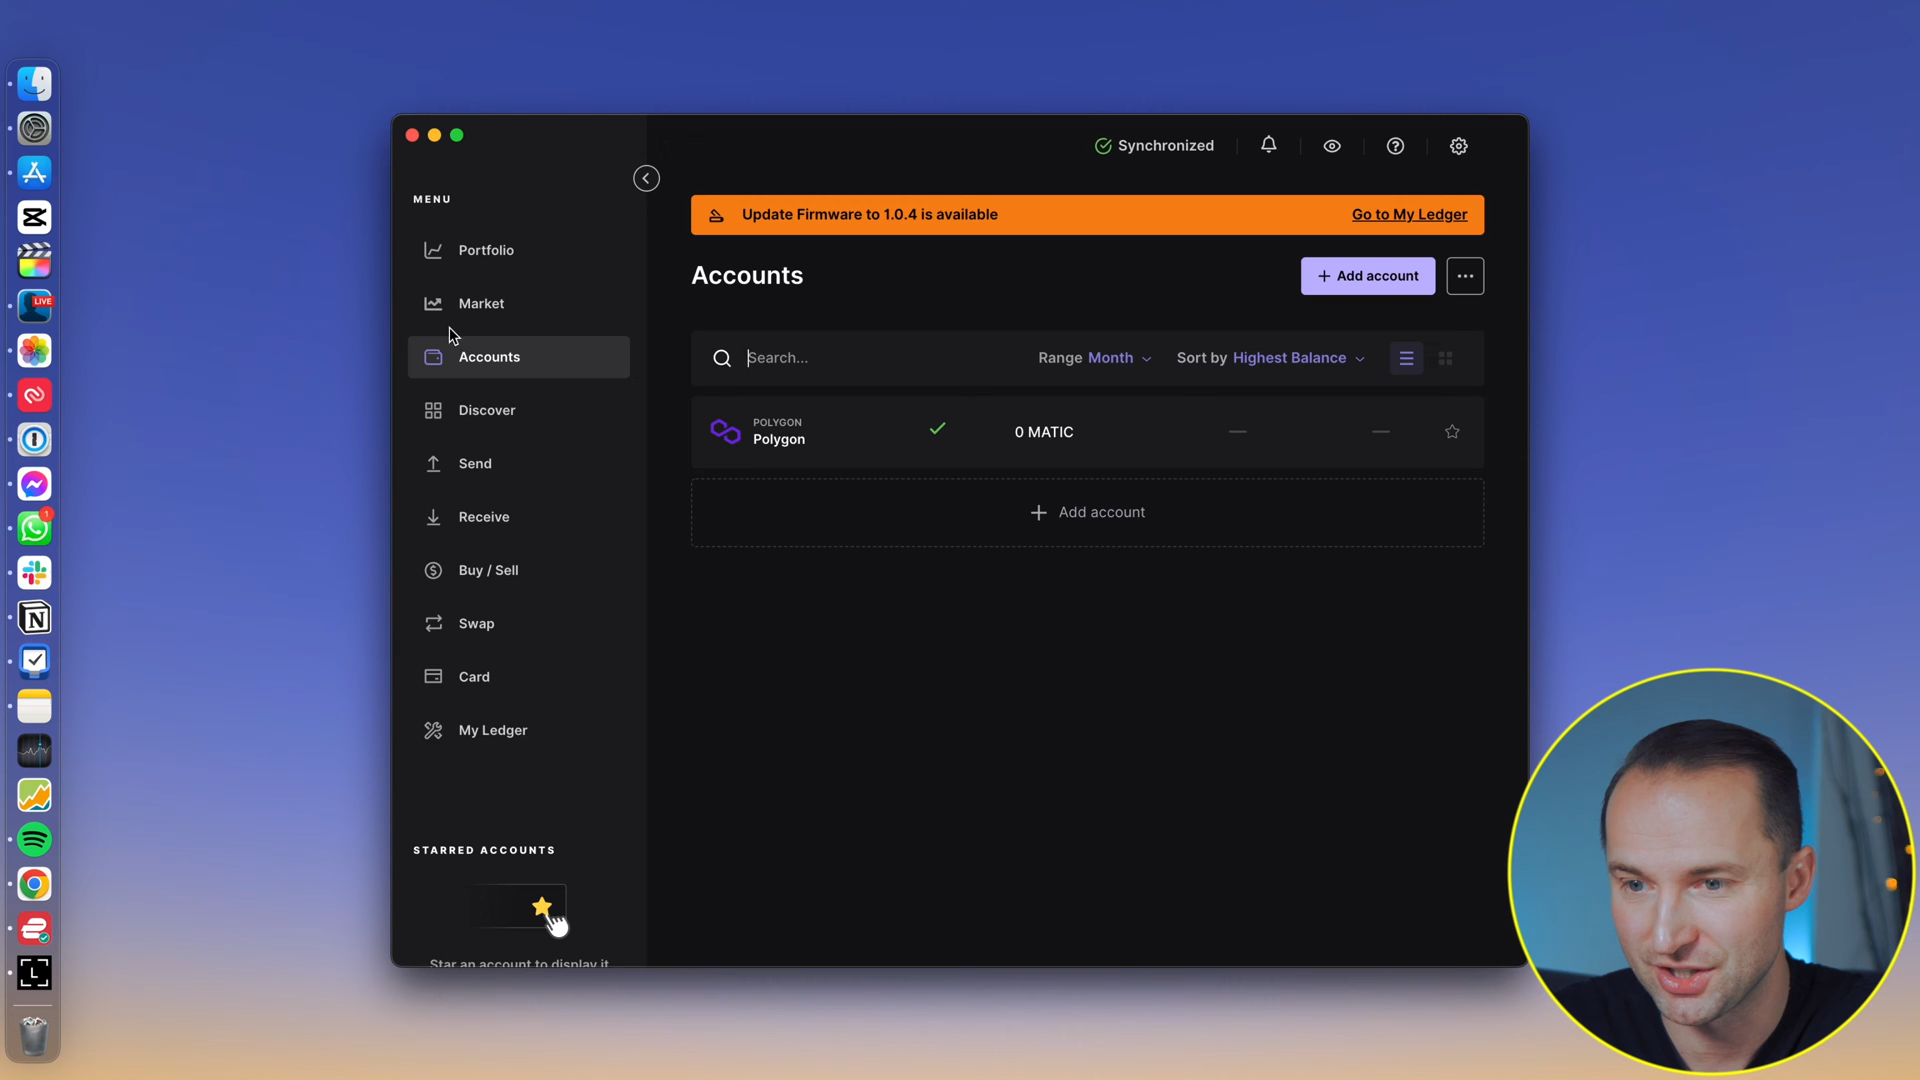 Synchronized
MENU
Update Firmware to 1.0.4 is available
Go to My Ledger
Portfolio
Accounts
+ Add account
Market
Accounts
Search...
Range Month
Sort by Highest Balance
Discover
POLYGON
Polygon
0 MATIC
Send
Receive
+ Add account
Buy / Sell
Swap
Card
My Ledger
STARRED ACCOUNTS
Star an account to display it
LIVE
1
N
L